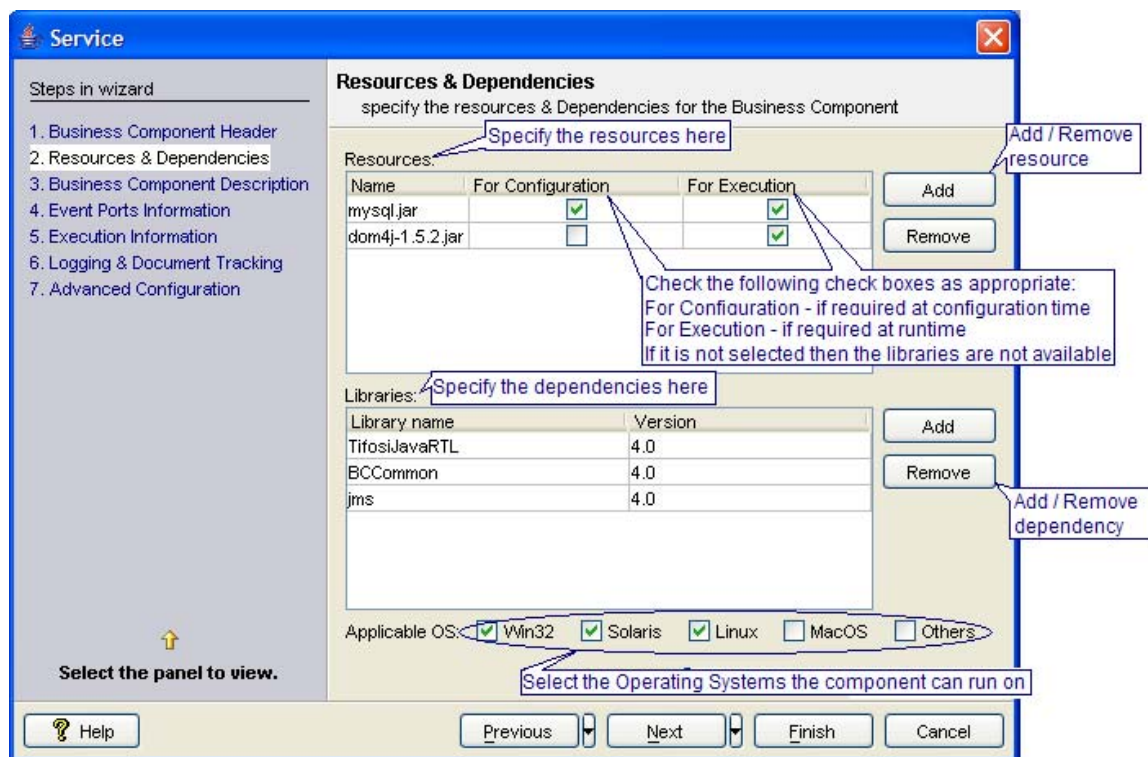 Service
Steps in wizard
1. Business Component Header
2. Resources & Dependencies
3. Business Component Description
4. Event Ports Information
5. Execution Information
6. Logging & Document Tracking
7. Advanced Configuration
Select the panel to view.
Resources & Dependencies
specify the resources & Dependencies for the Business Component
Specify the resources here
Add / Remove
resource
Resources:
Name For Configuration For Execution
mysql.jar
dom4j-1.5.2.jar
Add
Remove
Check the following check boxes as appropriate:
For Configuration - if required at configuration time
For Execution - if required at runtime
If it is not selected then the libraries are not available
Specify the dependencies here
Libraries:
Library name Version
TifosiJavaRTL 4.0
BCCommon 4.0
jms 4.0
Add
Remove
Add / Remove
dependency
Applicable OS: Win32 Solaris Linux MacOS Others
Select the Operating Systems the component can run on
Help Previous Next Finish Cancel